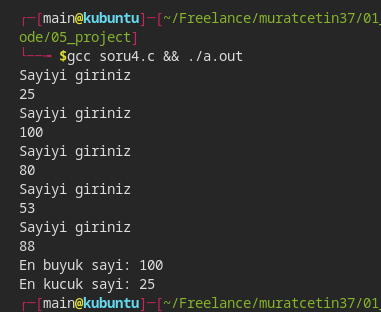 ┌─[main@kubuntu]─[~/Freelance/muratcetin37/01_
ode/05_project]
└──╼ $gcc soru4.c && ./a.out
Sayiyi giriniz
25
Sayiyi giriniz
100
Sayiyi giriniz
80
Sayiyi giriniz
53
Sayiyi giriniz
88
En buyuk sayi: 100
En kucuk sayi: 25
┌─[main@kubuntu]─[~/Freelance/muratcetin37/01_